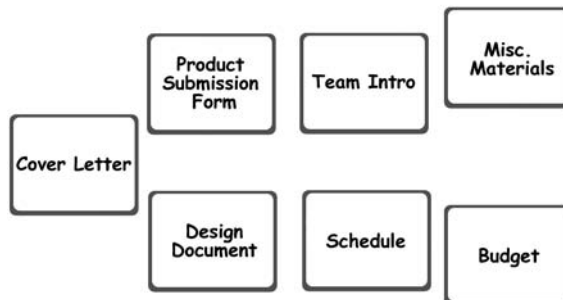 Cover Letter
Product
Submission
Form
Team Intro
Misc.
Materials
Design
Document
Schedule
Budget